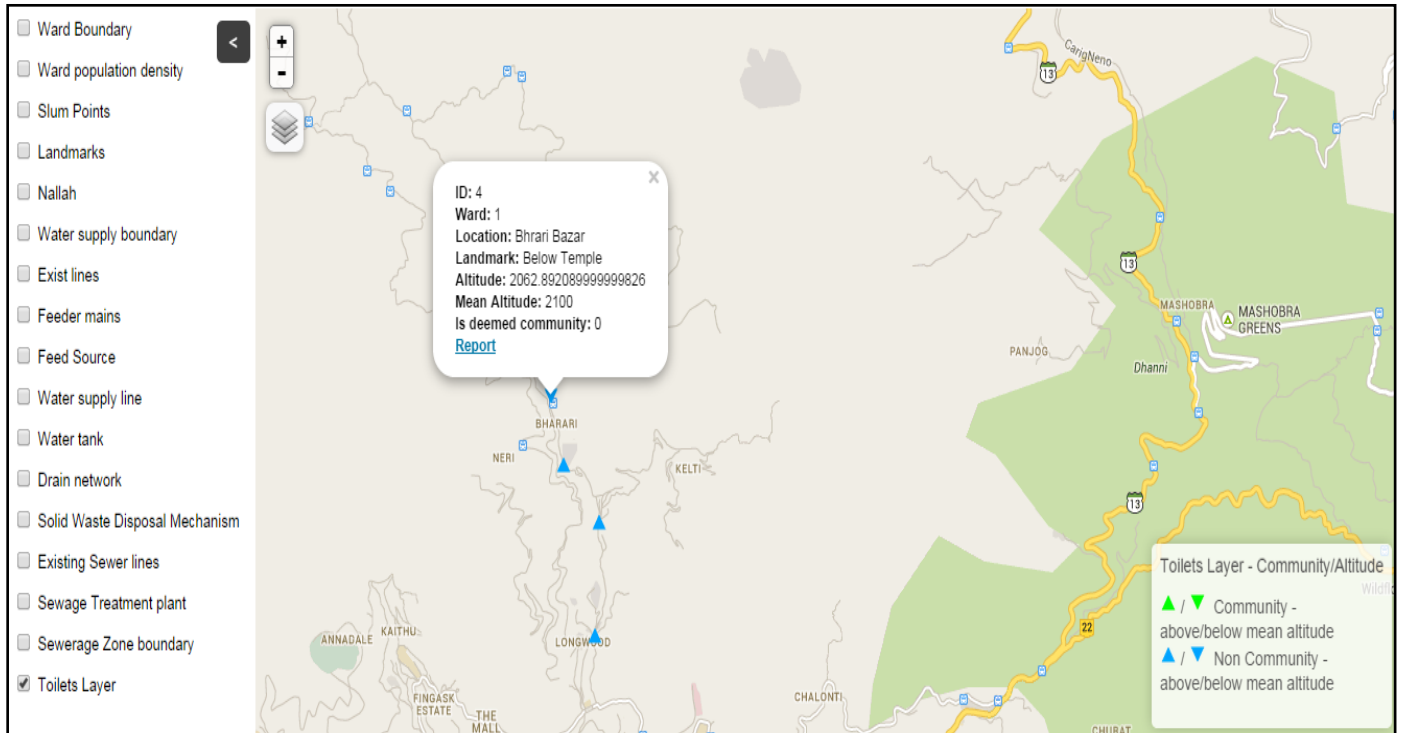 Ward Boundary
Ward population density
Slum Points
Landmarks
Nallah
Water supply boundary
Exist lines
Feeder mains
Feed Source
Water supply line
Water tank
Drain network
Solid Waste Disposal Mechanism
Existing Sewer lines
Sewage Treatment plant
Sewerage Zone boundary
Toilets Layer
<
+
-
ID: 4
Ward: 1
Location: Bhrari Bazar
Landmark: Below Temple
Altitude: 2062.892089999999826
Mean Altitude: 2100
Is deemed community: 0
Report
×
CarigNeno
13
13
MASHOBRA
MASHOBRA
GREENS
PANJOG
Dhanni
BHARARI
NERI
KELTI
13
22
ANNADALE
KAITHU
LONGWOOD
FINGASK
ESTATE
THE
MALL
CHALONTI
CHURAT
Toilets Layer - Community/Altitude
/ Community -
above/below mean altitude
/ Non Community -
above/below mean altitude